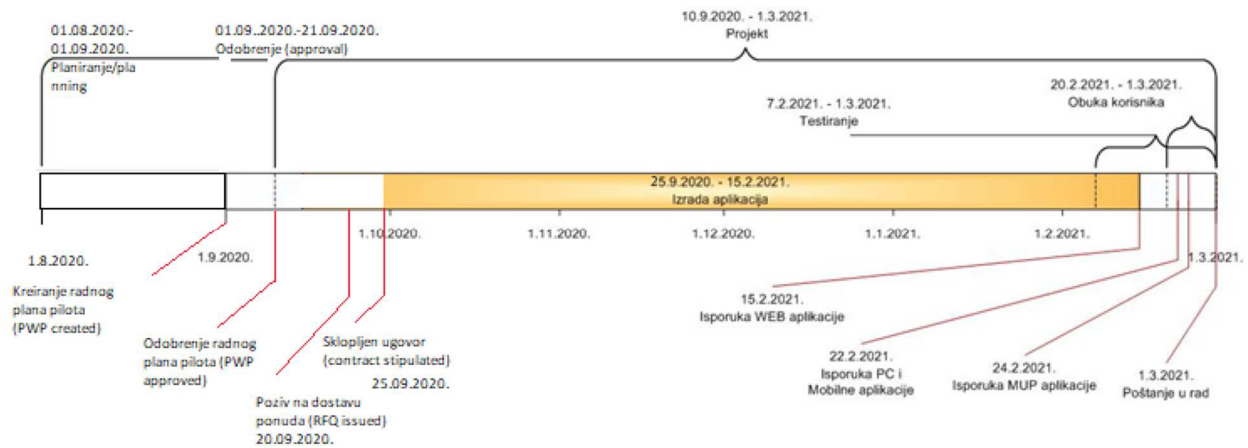 01.08.2020.-
01.09.2020.
Planiranje/pla
nning
01.09..2020.-21.09.2020.
Odobrenje (approval)
10.9.2020. - 1.3.2021.
Projekt
20.2.2021. - 1.3.2021.
Obuka korisnika
7.2.2021. - 1.3.2021.
Testiranje
25.9.2020. - 15.2.2021.
Izrada aplikacija
1.8.2020.
1.9.2020.
1.10.2020.
1.11.2020.
1.12.2020.
1.1.2021.
1.2.2021.
1.3.2021.
Kreiranje radnog
plana pilota
(PWP created)
Odobrenje radnog
plana pilota (PWP
approved)
Poziv na dostavu
ponuda (RFQ issued)
20.09.2020.
Sklopljen ugovor
(contract stipulated)
25.09.2020.
15.2.2021.
Isporuka WEB aplikacije
22.2.2021.
Isporuka PC i
Mobilne aplikacije
24.2.2021.
Isporuka MUP aplikacije
1.3.2021.
Poštanje u rad